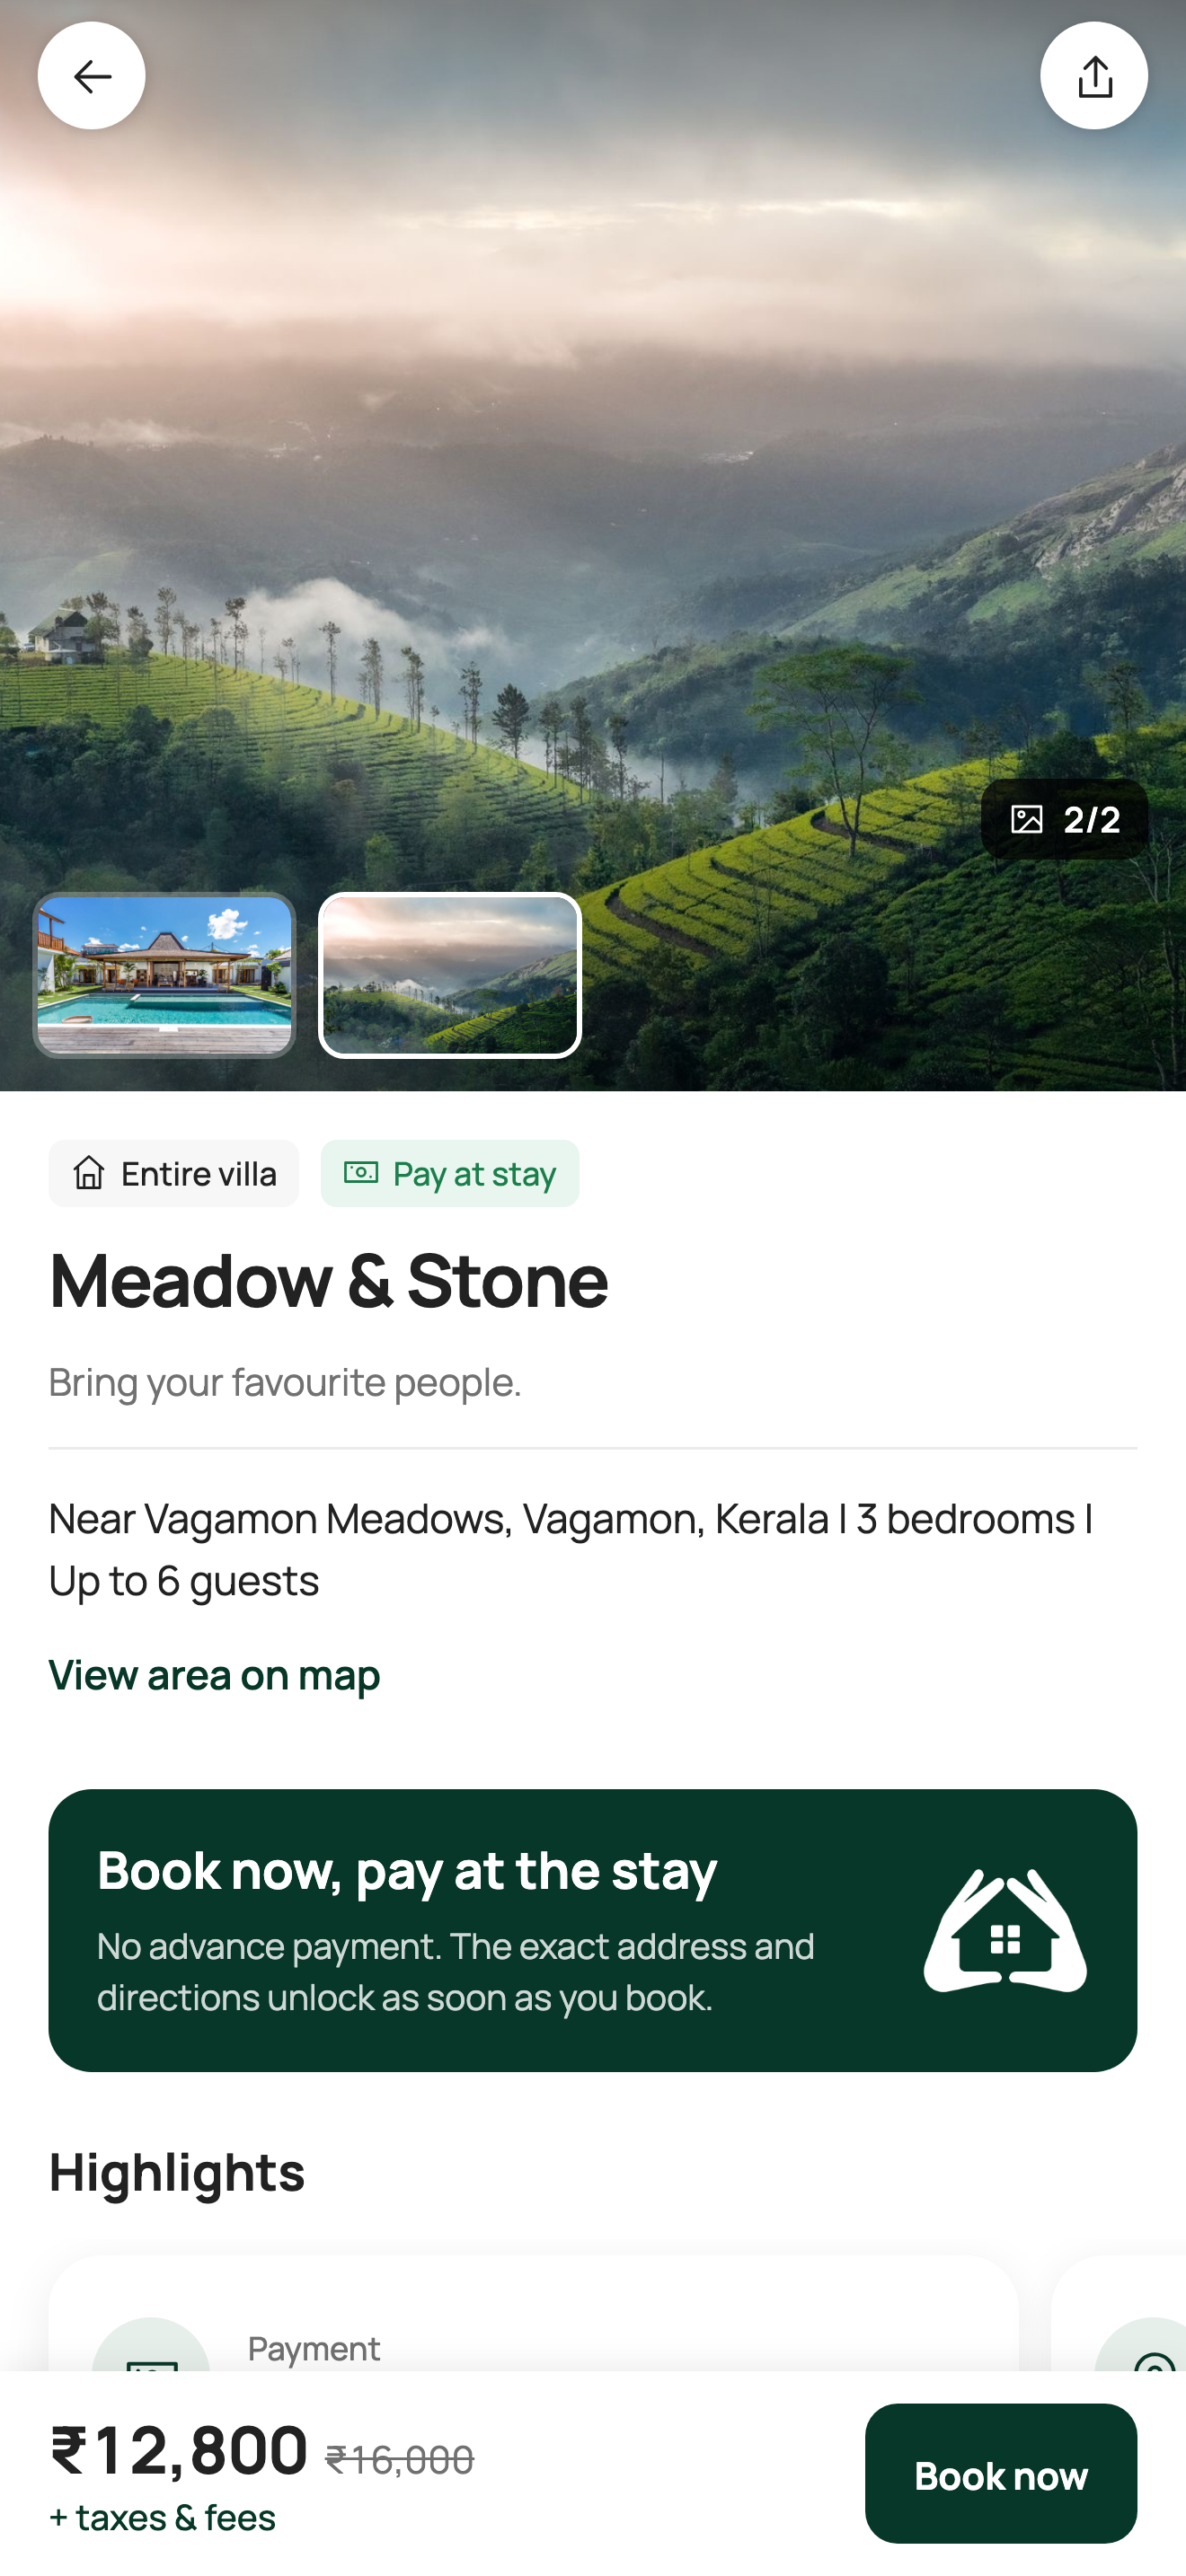 2/2
Entire villa
Pay at stay
Meadow & Stone
Bring your favourite people.
Near Vagamon Meadows, Vagamon, Kerala | 3 bedrooms |
Up to 6 guests
View area on map
Book now, pay at the stay
No advance payment. The exact address and
directions unlock as soon as you book.
Highlights
Payment
₹12,800 ₹16,000
+ taxes & fees
Book now